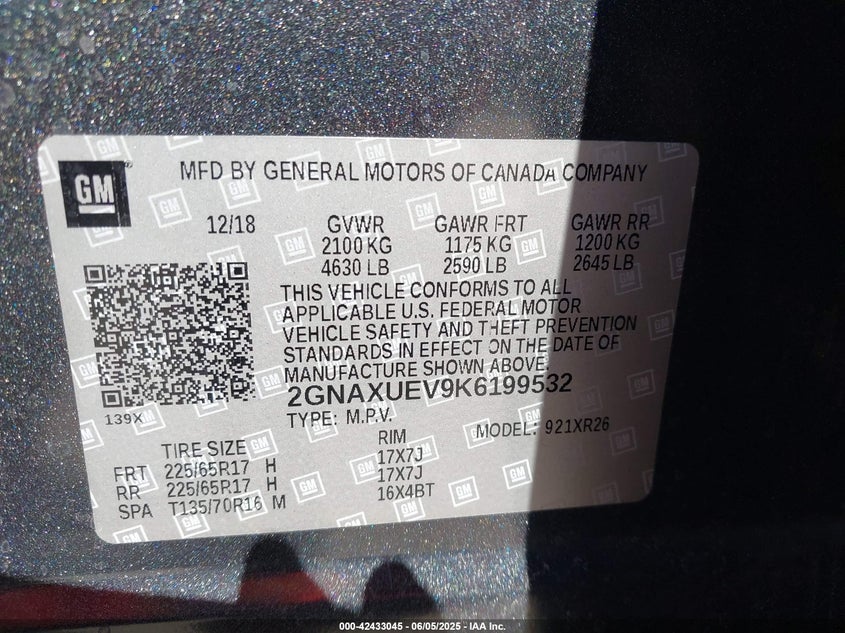 GM
MFD BY GENERAL MOTORS OF CANADA COMPANY
12/18 GVWR GAWR FRT GAWR RR
2100 KG 1175 KG 1200 KG
4630 LB 2590 LB 2645 LB
THIS VEHICLE CONFORMS TO ALL
APPLICABLE U.S. FEDERAL MOTOR
VEHICLE SAFETY AND THEFT PREVENTION
STANDARDS IN EFFECT ON THE DATE OF
MANUFACTURE SHOWN ABOVE.
2GNAXUEV9K6199532
139X
TYPE: M.P.V. MODEL: 921XR26
TIRE SIZE RIM
FRT 225/65R17 H 17X7J
RR 225/65R17 H 17X7J
SPA T135/70R16 M 16X4BT
000-42433045 - 06/05/2025 - IAA Inc.